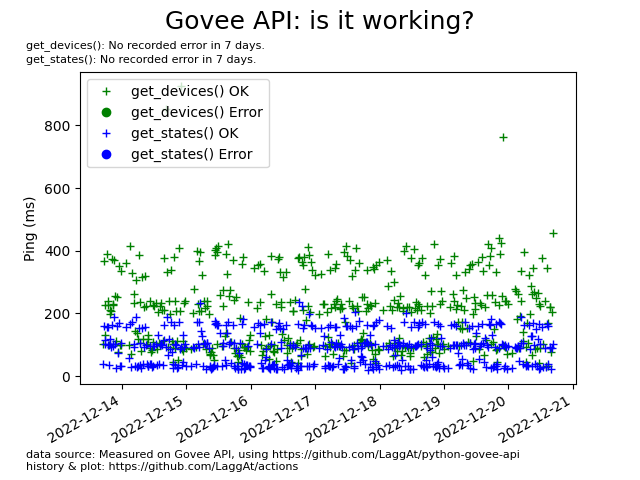 Govee API: is it working?
get_devices(): No recorded error in 7 days.
get_states(): No recorded error in 7 days.
get_devices() OK
get_devices() Error
get_states() OK
get_states() Error
Ping (ms)
800
600
400
200
0
2022-12-14
2022-12-15
2022-12-16
2022-12-17
2022-12-18
2022-12-19
2022-12-20
2022-12-21
data source: Measured on Govee API, using https://github.com/LaggAt/python-govee-api
history & plot: https://github.com/LaggAt/actions